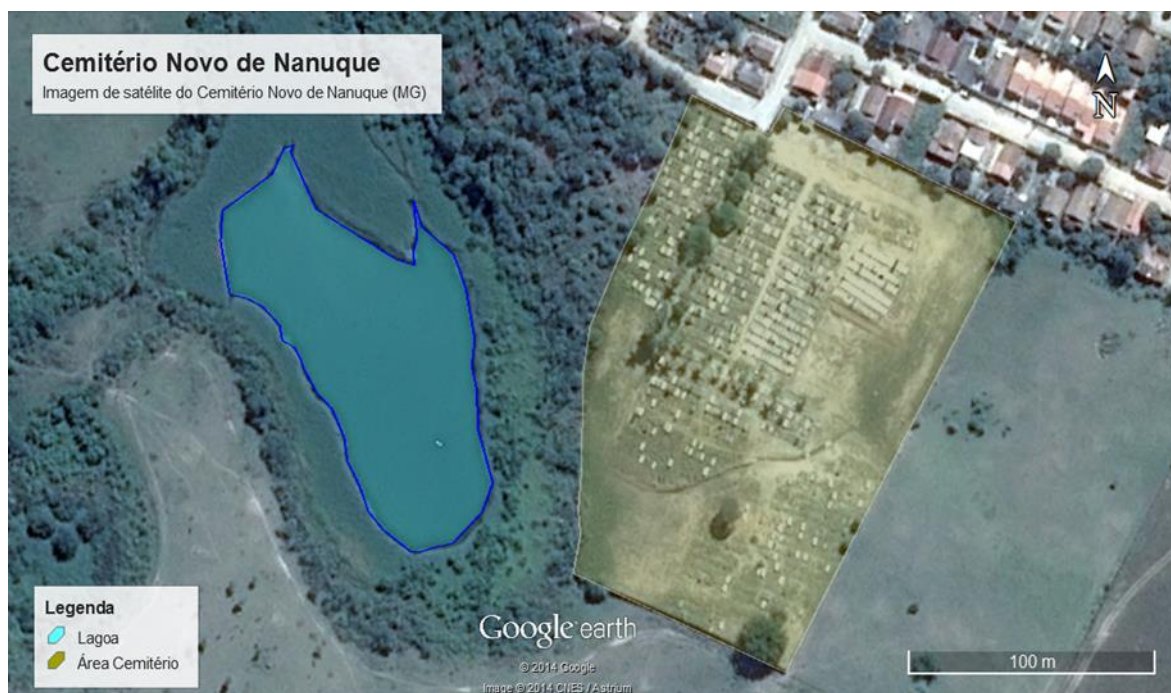 Cemitério Novo de Nanuque
Imagem de satélite do Cemitério Novo de Nanuque (MG)
N
Legenda
Lagoa
Área Cemitério
Google earth
© 2014 Google
Image © 2014 CNES / Astrium
100 m